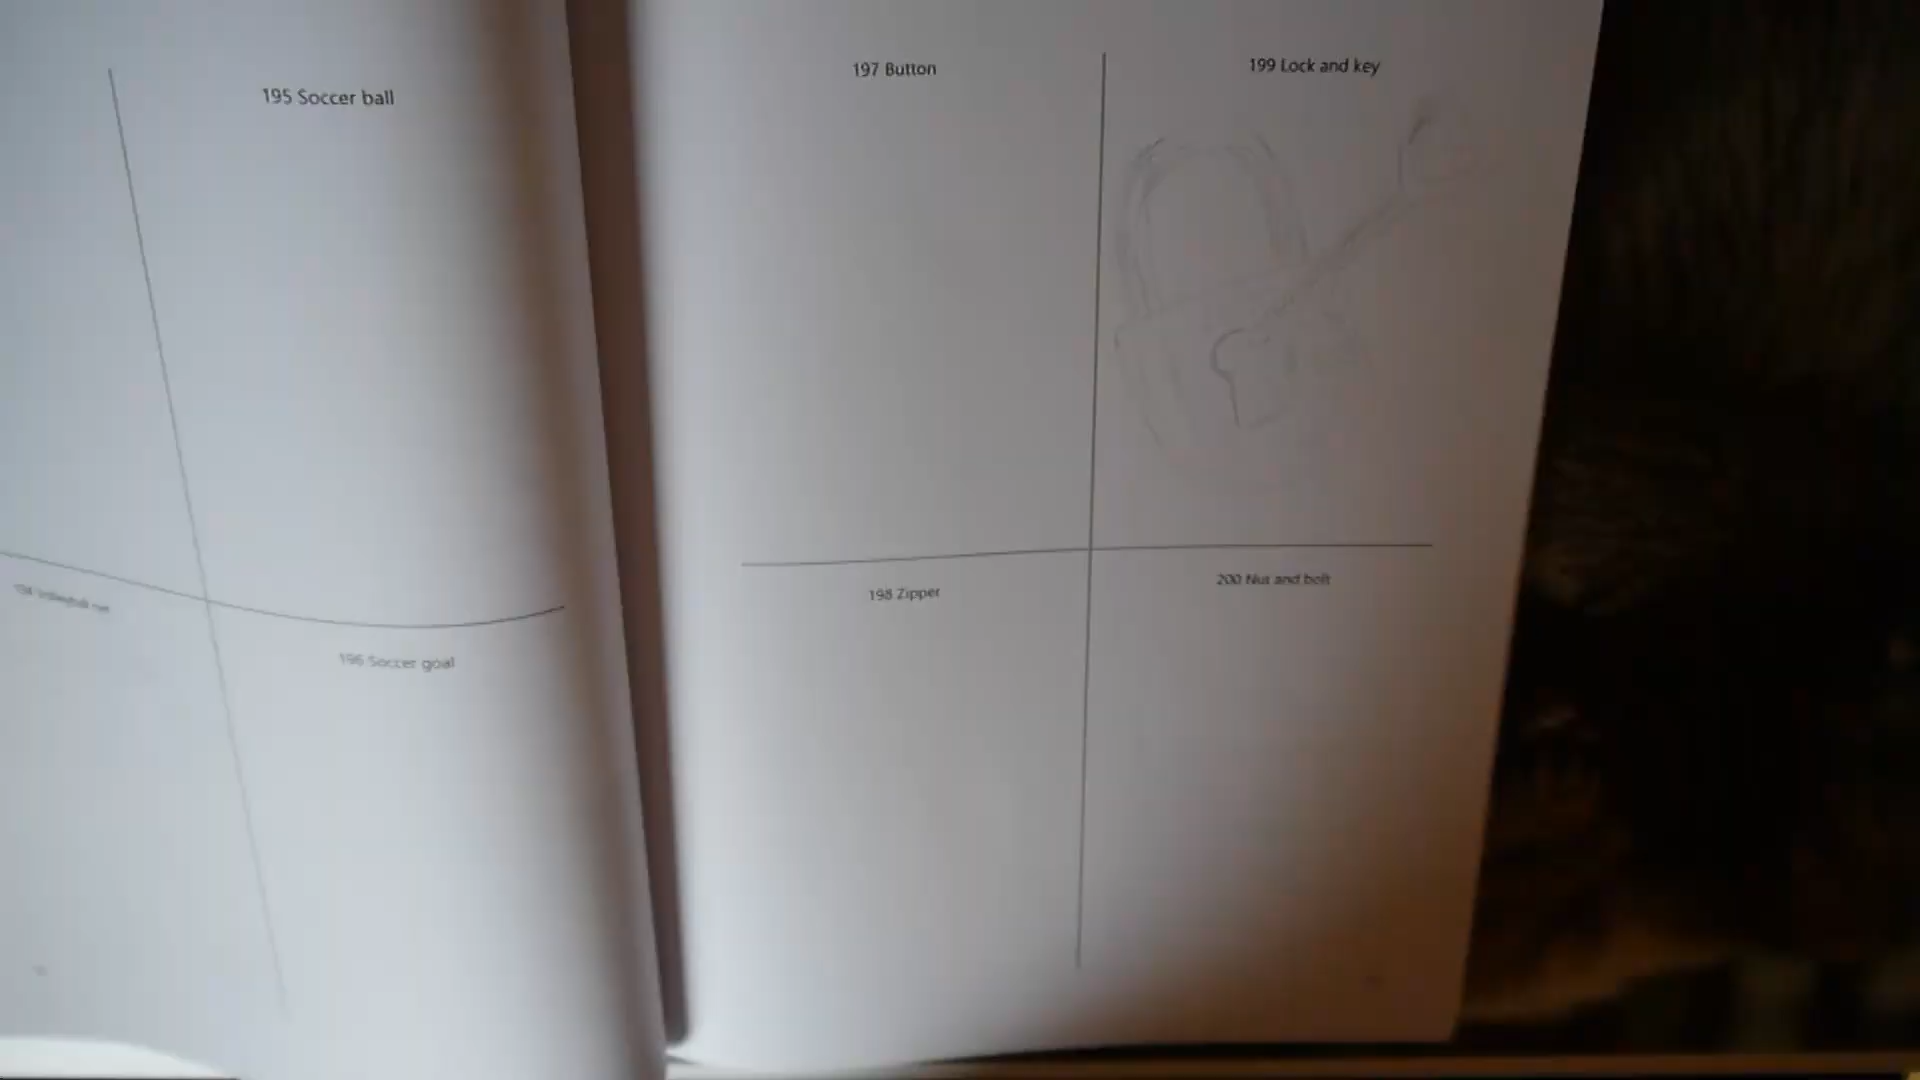 195 Soccer ball
196 Soccer goal
197 Button
198 Zipper
199 Lock and key
200 Nut and bolt